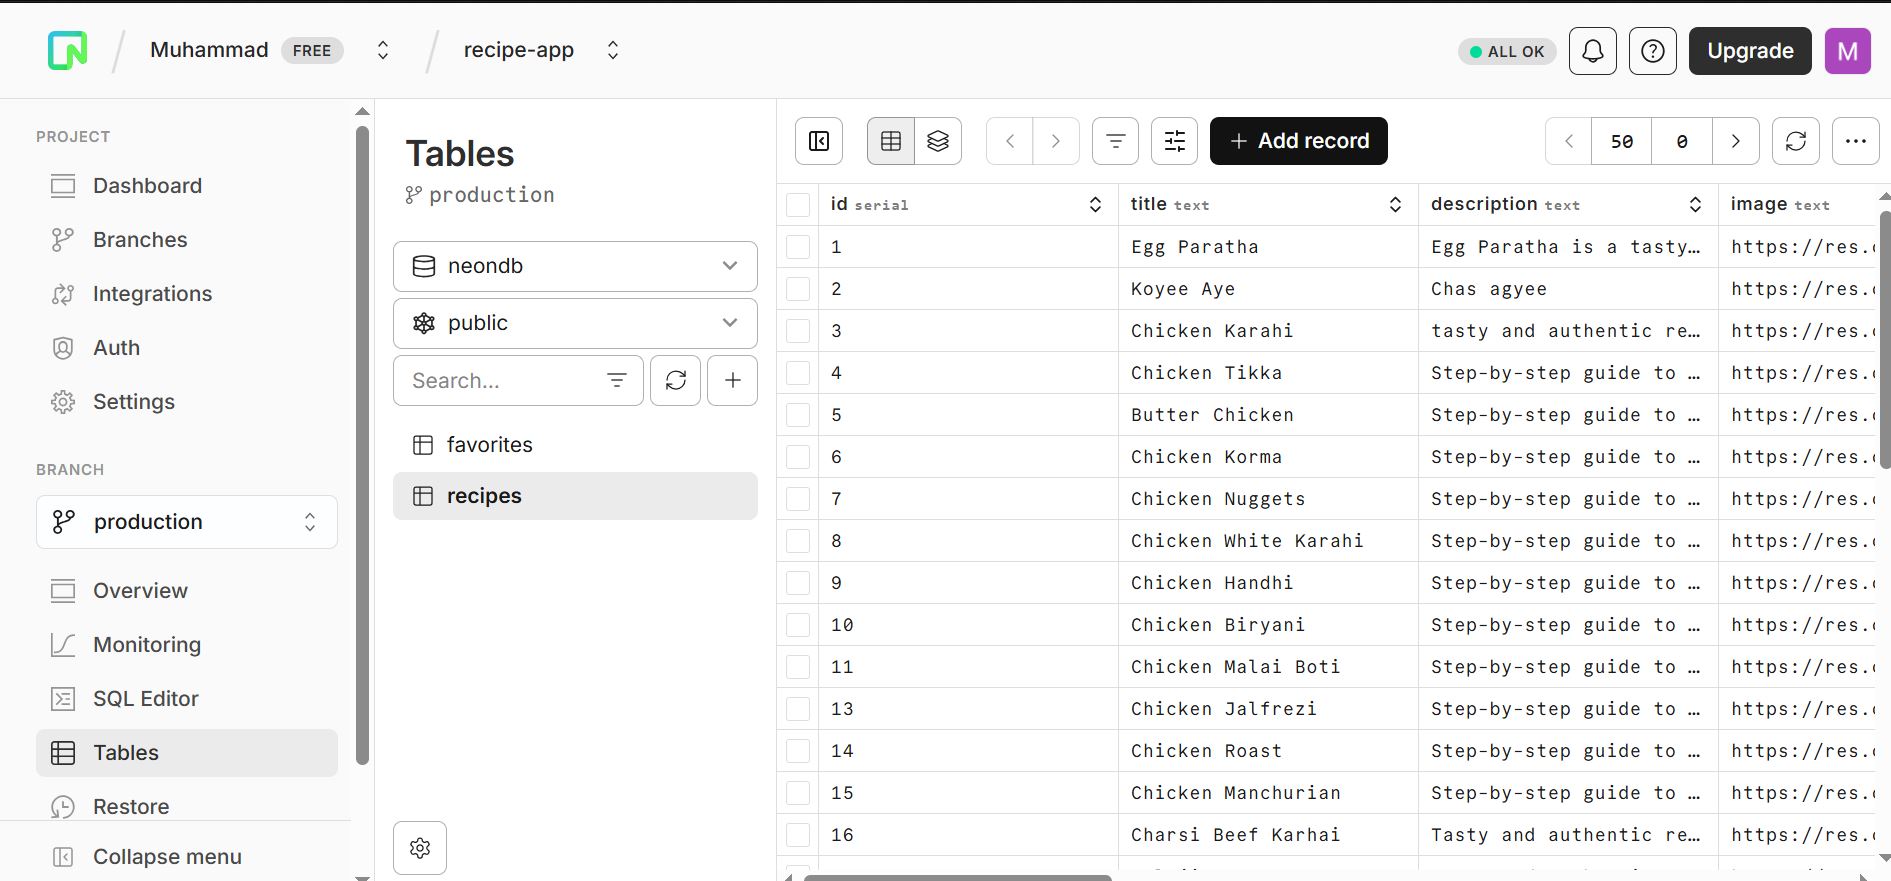 Muhammad FREE
recipe-app
ALL OK
Upgrade
M
PROJECT
Dashboard
Branches
Integrations
Auth
Settings
BRANCH
production
Overview
Monitoring
SQL Editor
Tables
Restore
Collapse menu
Tables
production
neondb
public
Search...
favorites
recipes
+ Add record
50 0
id serial title text description text image text
1 Egg Paratha Egg Paratha is a tasty… https://res.
2 Koyee Aye Chas agyee https://res.
3 Chicken Karahi tasty and authentic re… https://res.
4 Chicken Tikka Step-by-step guide to … https://res.
5 Butter Chicken Step-by-step guide to … https://res.
6 Chicken Korma Step-by-step guide to … https://res.
7 Chicken Nuggets Step-by-step guide to … https://res.
8 Chicken White Karahi Step-by-step guide to … https://res.
9 Chicken Handhi Step-by-step guide to … https://res.
10 Chicken Biryani Step-by-step guide to … https://res.
11 Chicken Malai Boti Step-by-step guide to … https://res.
13 Chicken Jalfrezi Step-by-step guide to … https://res.
14 Chicken Roast Step-by-step guide to … https://res.
15 Chicken Manchurian Step-by-step guide to … https://res.
16 Charsi Beef Karhai Tasty and authentic re… https://res.